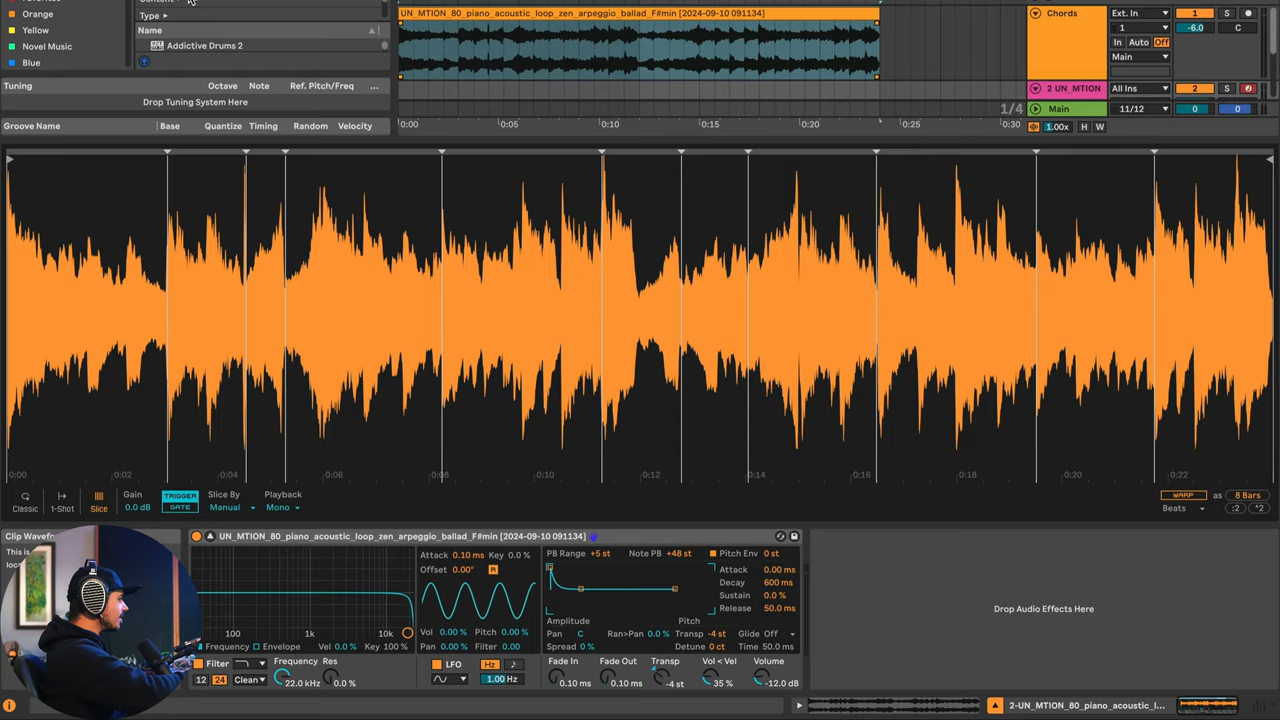 Orange
Yellow
Novel Music
Blue
Type
Name
Addictive Drums 2
Tuning Octave Note Ref. Pitch/Freq ...
Drop Tuning System Here
Groove Name Base Quantize Timing Random Velocity
UN_MTION_80_piano_acoustic_loop_zen_arpeggio_ballad_F#min [2024-09-10 091134]
Chords
Ext. In
1
S
1
-6.0
C
In Auto Off
Main
2 UN_MTION
All Ins
2
S
1/4
Main
11/12
0
0
0:00 0:05 0:10 0:15 0:20 0:25 0:30
1.00x H W
0:00 0:02 0:04 0:06 0:08 0:10 0:12 0:14 0:16 0:18 0:20 0:22
Classic 1-Shot Slice
Gain
0.0 dB
TRIGGER
GATE
Slice By
Manual
Playback
Mono
WARP as 8 Bars
Beats :2 *2
This is
UN_MTION_80_piano_acoustic_loop_zen_arpeggio_ballad_F#min [2024-09-10 091134]
100 1k 10k
Frequency Envelope Vel 0.0% Key 100%
Filter
12 24 Clean
Frequency
22.0 kHz
Res
0.0 %
Attack 0.10 ms Key 0.0 %
Offset 0.00° R
Vol 0.00 % Pitch 0.00 %
Pan 0.00 % Filter 0.00
LFO Hz
1.00 Hz
PB Range +5 st Note PB +48 st Pitch Env 0 st
Attack 0.00 ms
Decay 600 ms
Sustain 0.0 %
Release 50.0 ms
Amplitude Pitch
Pan C Ran>Pan 0.0 % Transp -4 st Glide Off
Spread 0 % Detune 0 ct Time 50.0 ms
Fade In Fade Out Transp Vol < Vel Volume
0.10 ms 0.10 ms -4 st 35 % -12.0 dB
Drop Audio Effects Here
2-UN_MTION_80_piano_acoustic_l...